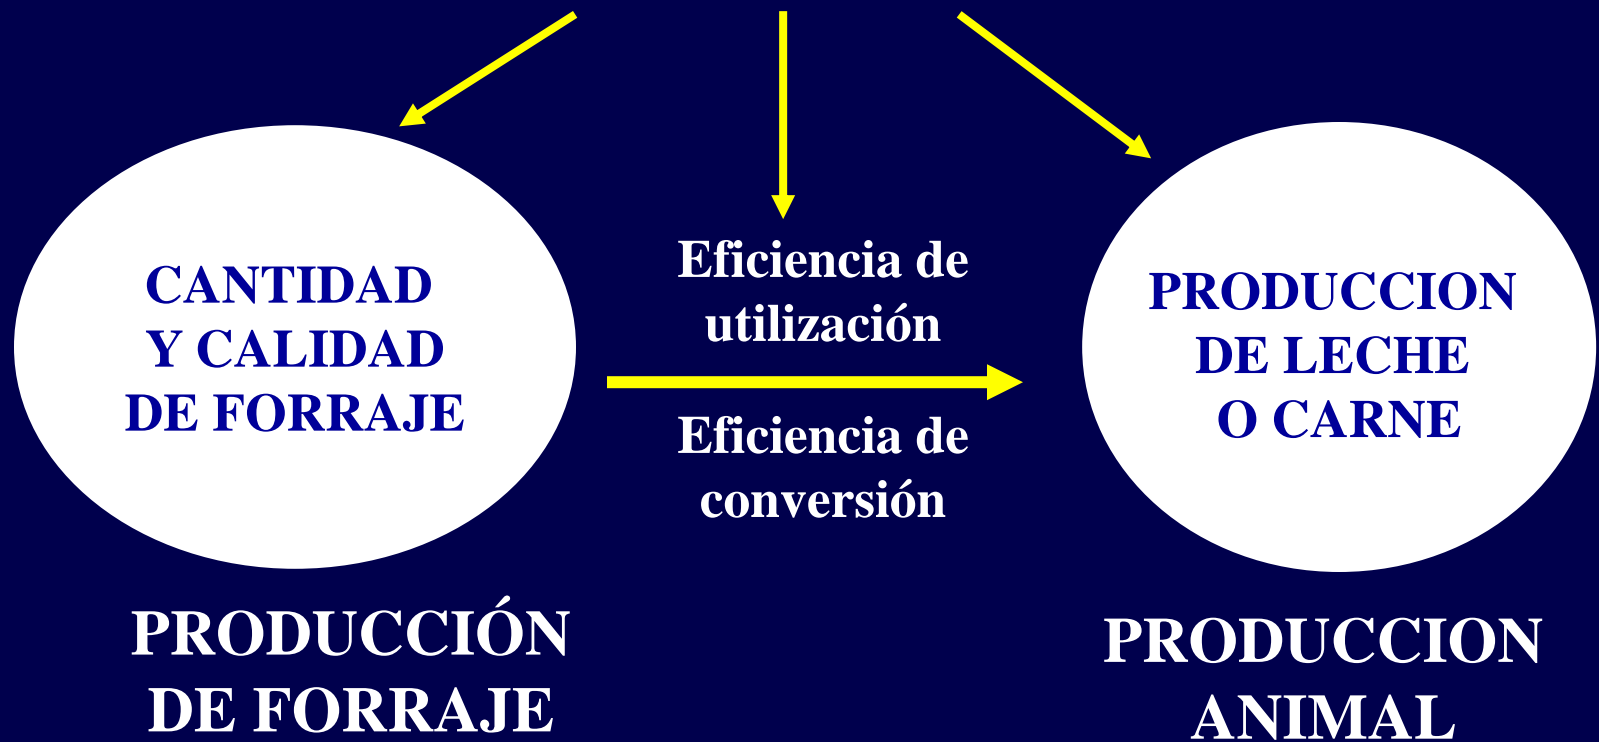 CANTIDAD
Y CALIDAD
DE FORRAJE
Eficiencia de
utilización
Eficiencia de
conversión
PRODUCCION
DE LECHE
O CARNE
PRODUCCIÓN
DE FORRAJE
PRODUCCION
ANIMAL